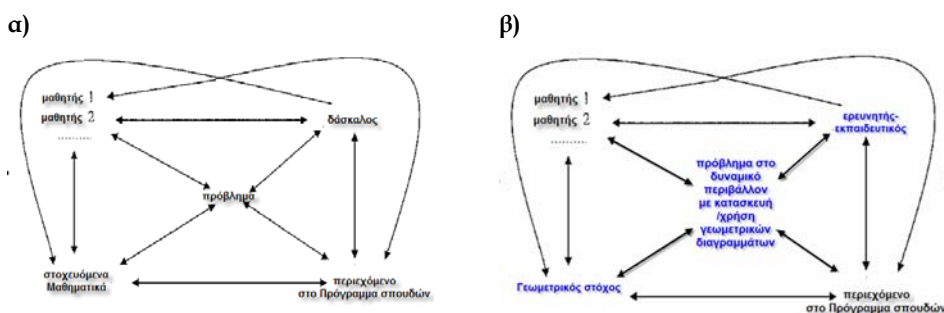 α)
μαθητής 1
μαθητής 2
............
δάσκαλος
πρόβλημα
στοχευόμενα
Μαθηματικά
περιεχόμενο
στο Πρόγραμμα σπουδών
β)
μαθητής 1
μαθητής 2
............
ερευνητής-
εκπαιδευτικός
πρόβλημα στο
δυναμικό
περιβάλλον
με κατασκευή
/χρήση
γεωμετρικών
διαγραμμάτων
Γεωμετρικός στόχος
περιεχόμενο
στο Πρόγραμμα σπουδών